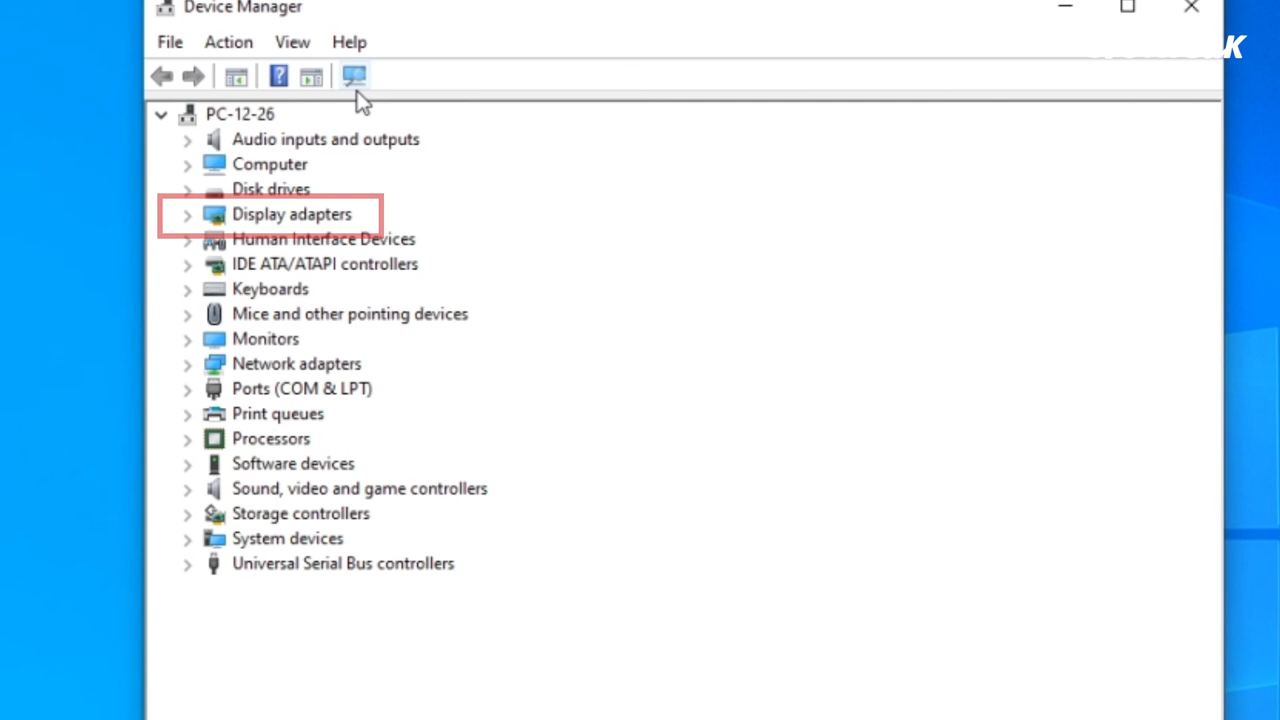 Device Manager
File Action View Help
PC-12-26
Audio inputs and outputs
Computer
Disk drives
Display adapters
Human Interface Devices
IDE ATA/ATAPI controllers
Keyboards
Mice and other pointing devices
Monitors
Network adapters
Ports (COM & LPT)
Print queues
Processors
Software devices
Sound, video and game controllers
Storage controllers
System devices
Universal Serial Bus controllers